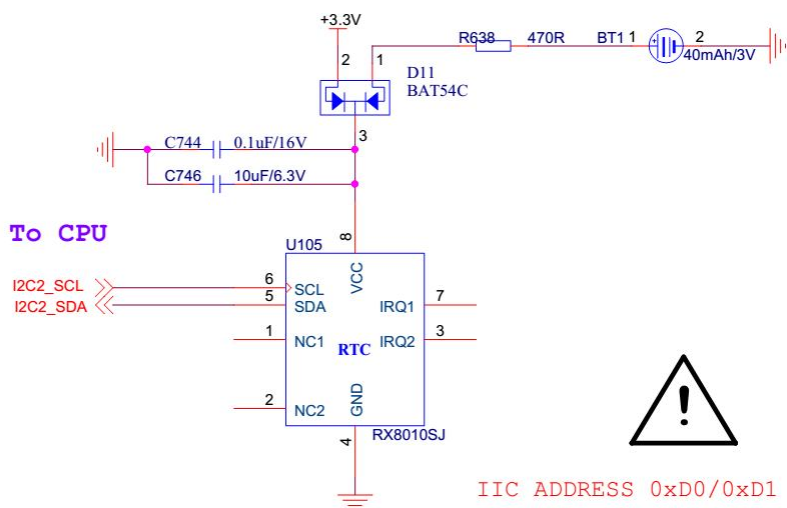 +3.3V
R638 470R BT1 1 2
40mAh/3V
2 1
D11
BAT54C
3
C744 0.1uF/16V
C746 10uF/6.3V
To CPU
U105
8
VCC
I2C2_SCL 6 SCL
I2C2_SDA 5 SDA
IRQ1 7
1 NC1
IRQ2 3
RTC
2 NC2
GND
4
RX8010SJ
!
IIC ADDRESS 0xD0/0xD1